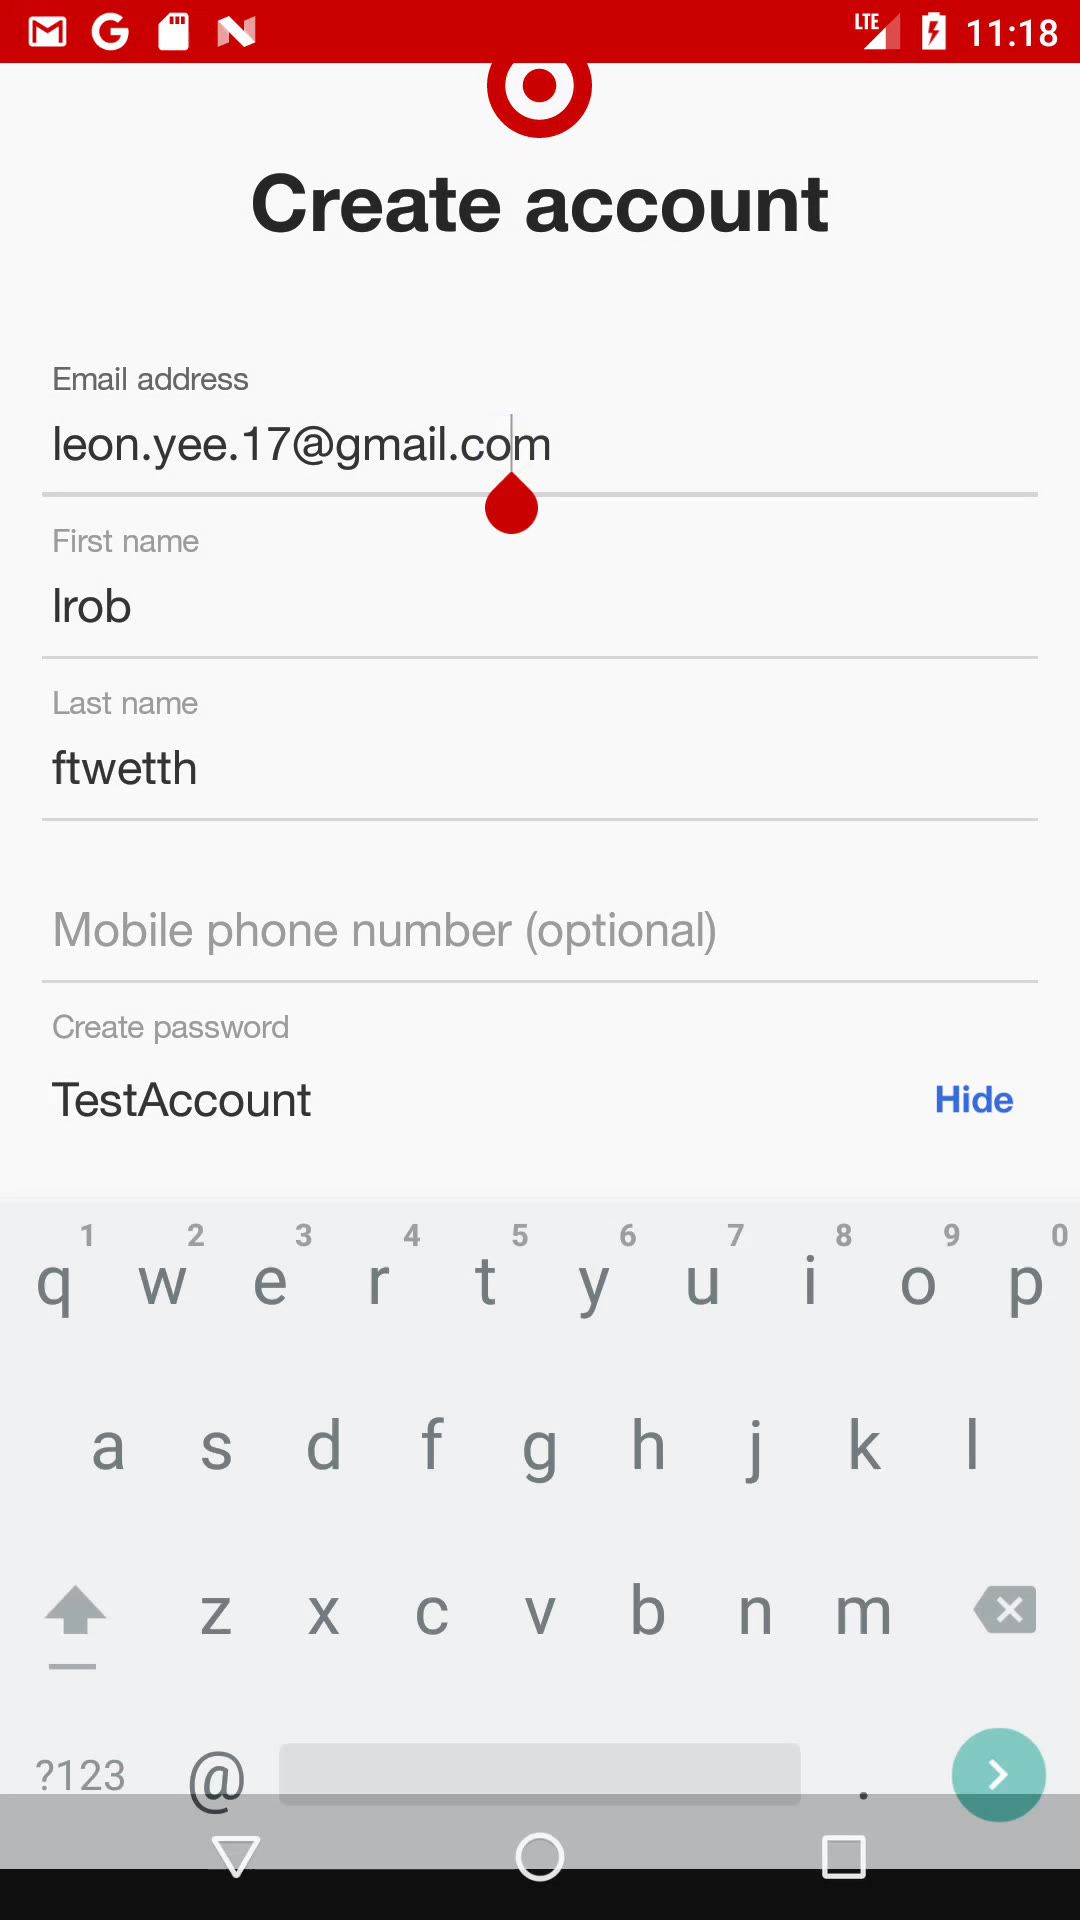 LTE 11:18
Create account
Email address
leon.yee.17@gmail.com
First name
lrob
Last name
ftwetth
Mobile phone number (optional)
Create password
TestAccount Hide
1 2 3 4 5 6 7 8 9 0
q w e r t y u i o p
a s d f g h j k l
z x c v b n m
?123 @ .